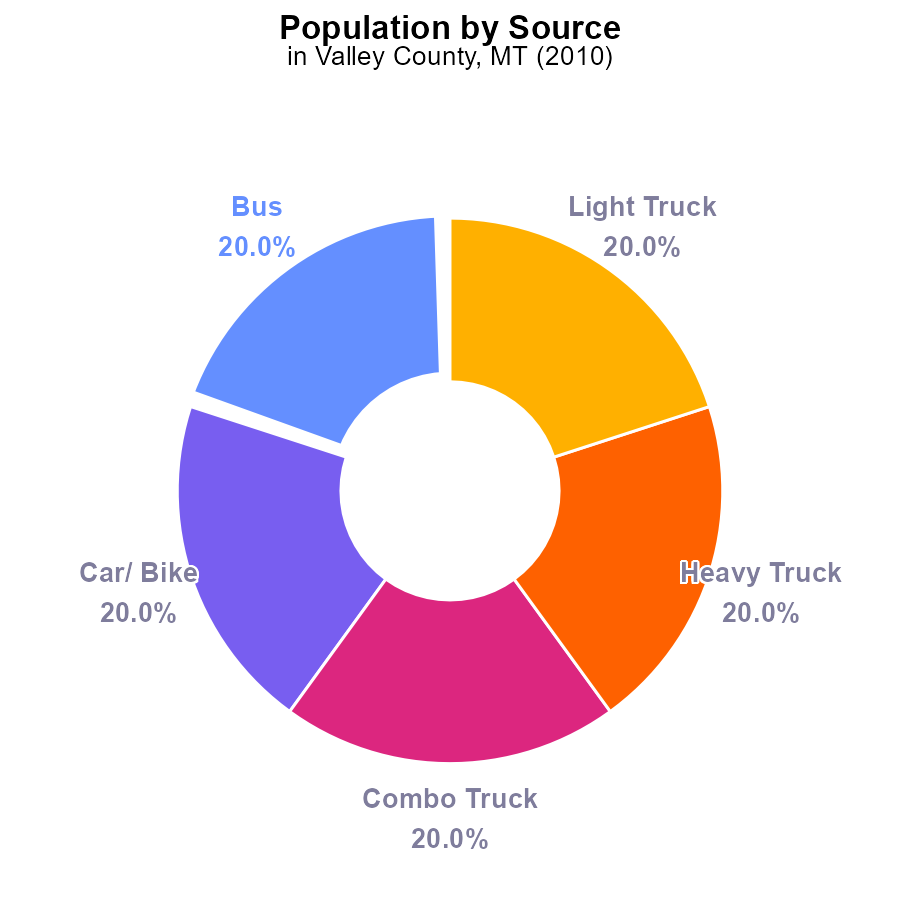 Population by Source
in Valley County, MT (2010)
Bus
20.0%
Light Truck
20.0%
Car/ Bike
20.0%
Heavy Truck
20.0%
Combo Truck
20.0%